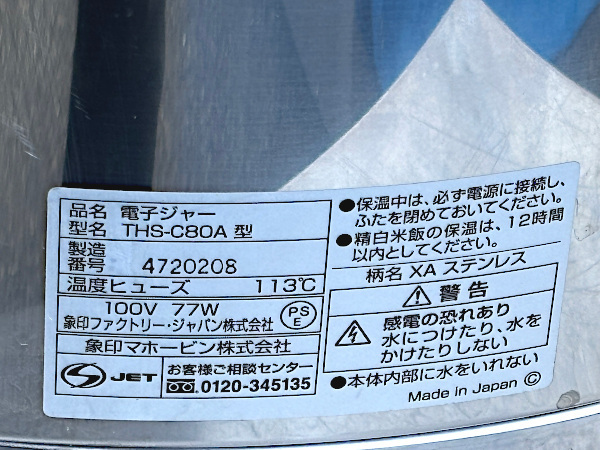 品名 電子ジャー
型名 THS-C80A 型
製造
番号 4720208
温度ヒューズ 113℃
100V 77W
象印ファクトリー・ジャパン株式会社
PS
E
象印マホービン株式会社
JET
お客様ご相談センター
0120-345135
●保温中は、必ず電源に接続し、
ふたを閉めておいてください。
●精白米飯の保温は、12時間
以内としてください。
柄名 XA ステンレス
警告
感電の恐れあり
水につけたり、水を
かけたりしない
●本体内部に水をいれない
Made in Japan Ⓒ